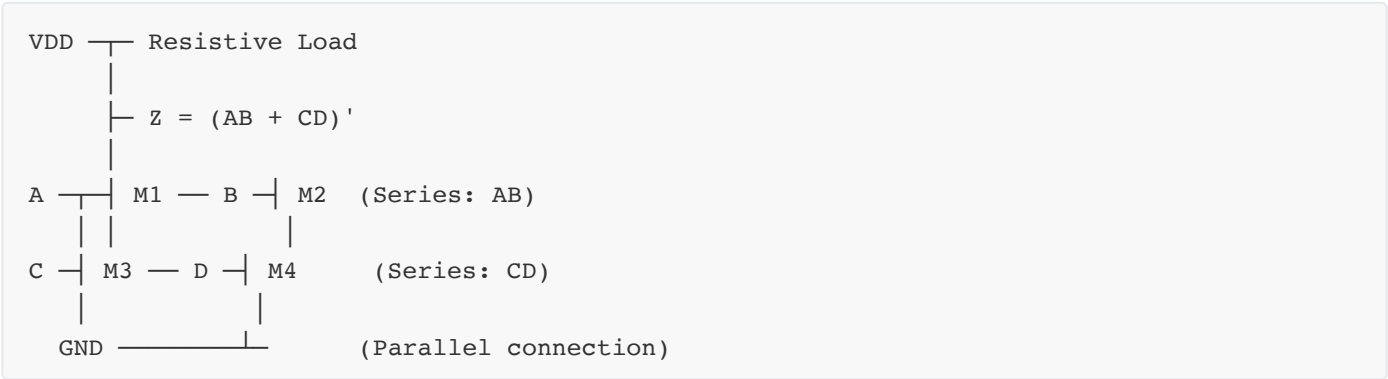 VDD ─┬─ Resistive Load
│
├─ Z = (AB + CD)'
│
A ─┬─┤ M1 ── B ─┤ M2  (Series: AB)
│ │          │
C ─┤ M3 ── D ─┤ M4      (Series: CD)
│          │
GND ────────┴─      (Parallel connection)